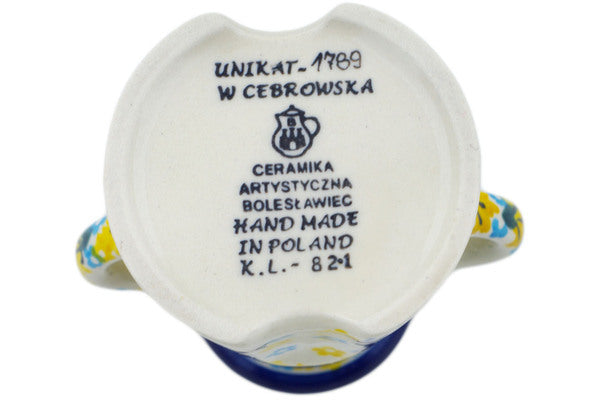 UNIKAT-1789
W CEBROWSKA
B
CERAMIKA
ARTYSTYCZNA
BOLESŁAWIEC
HAND MADE
IN POLAND
K.L.- 821